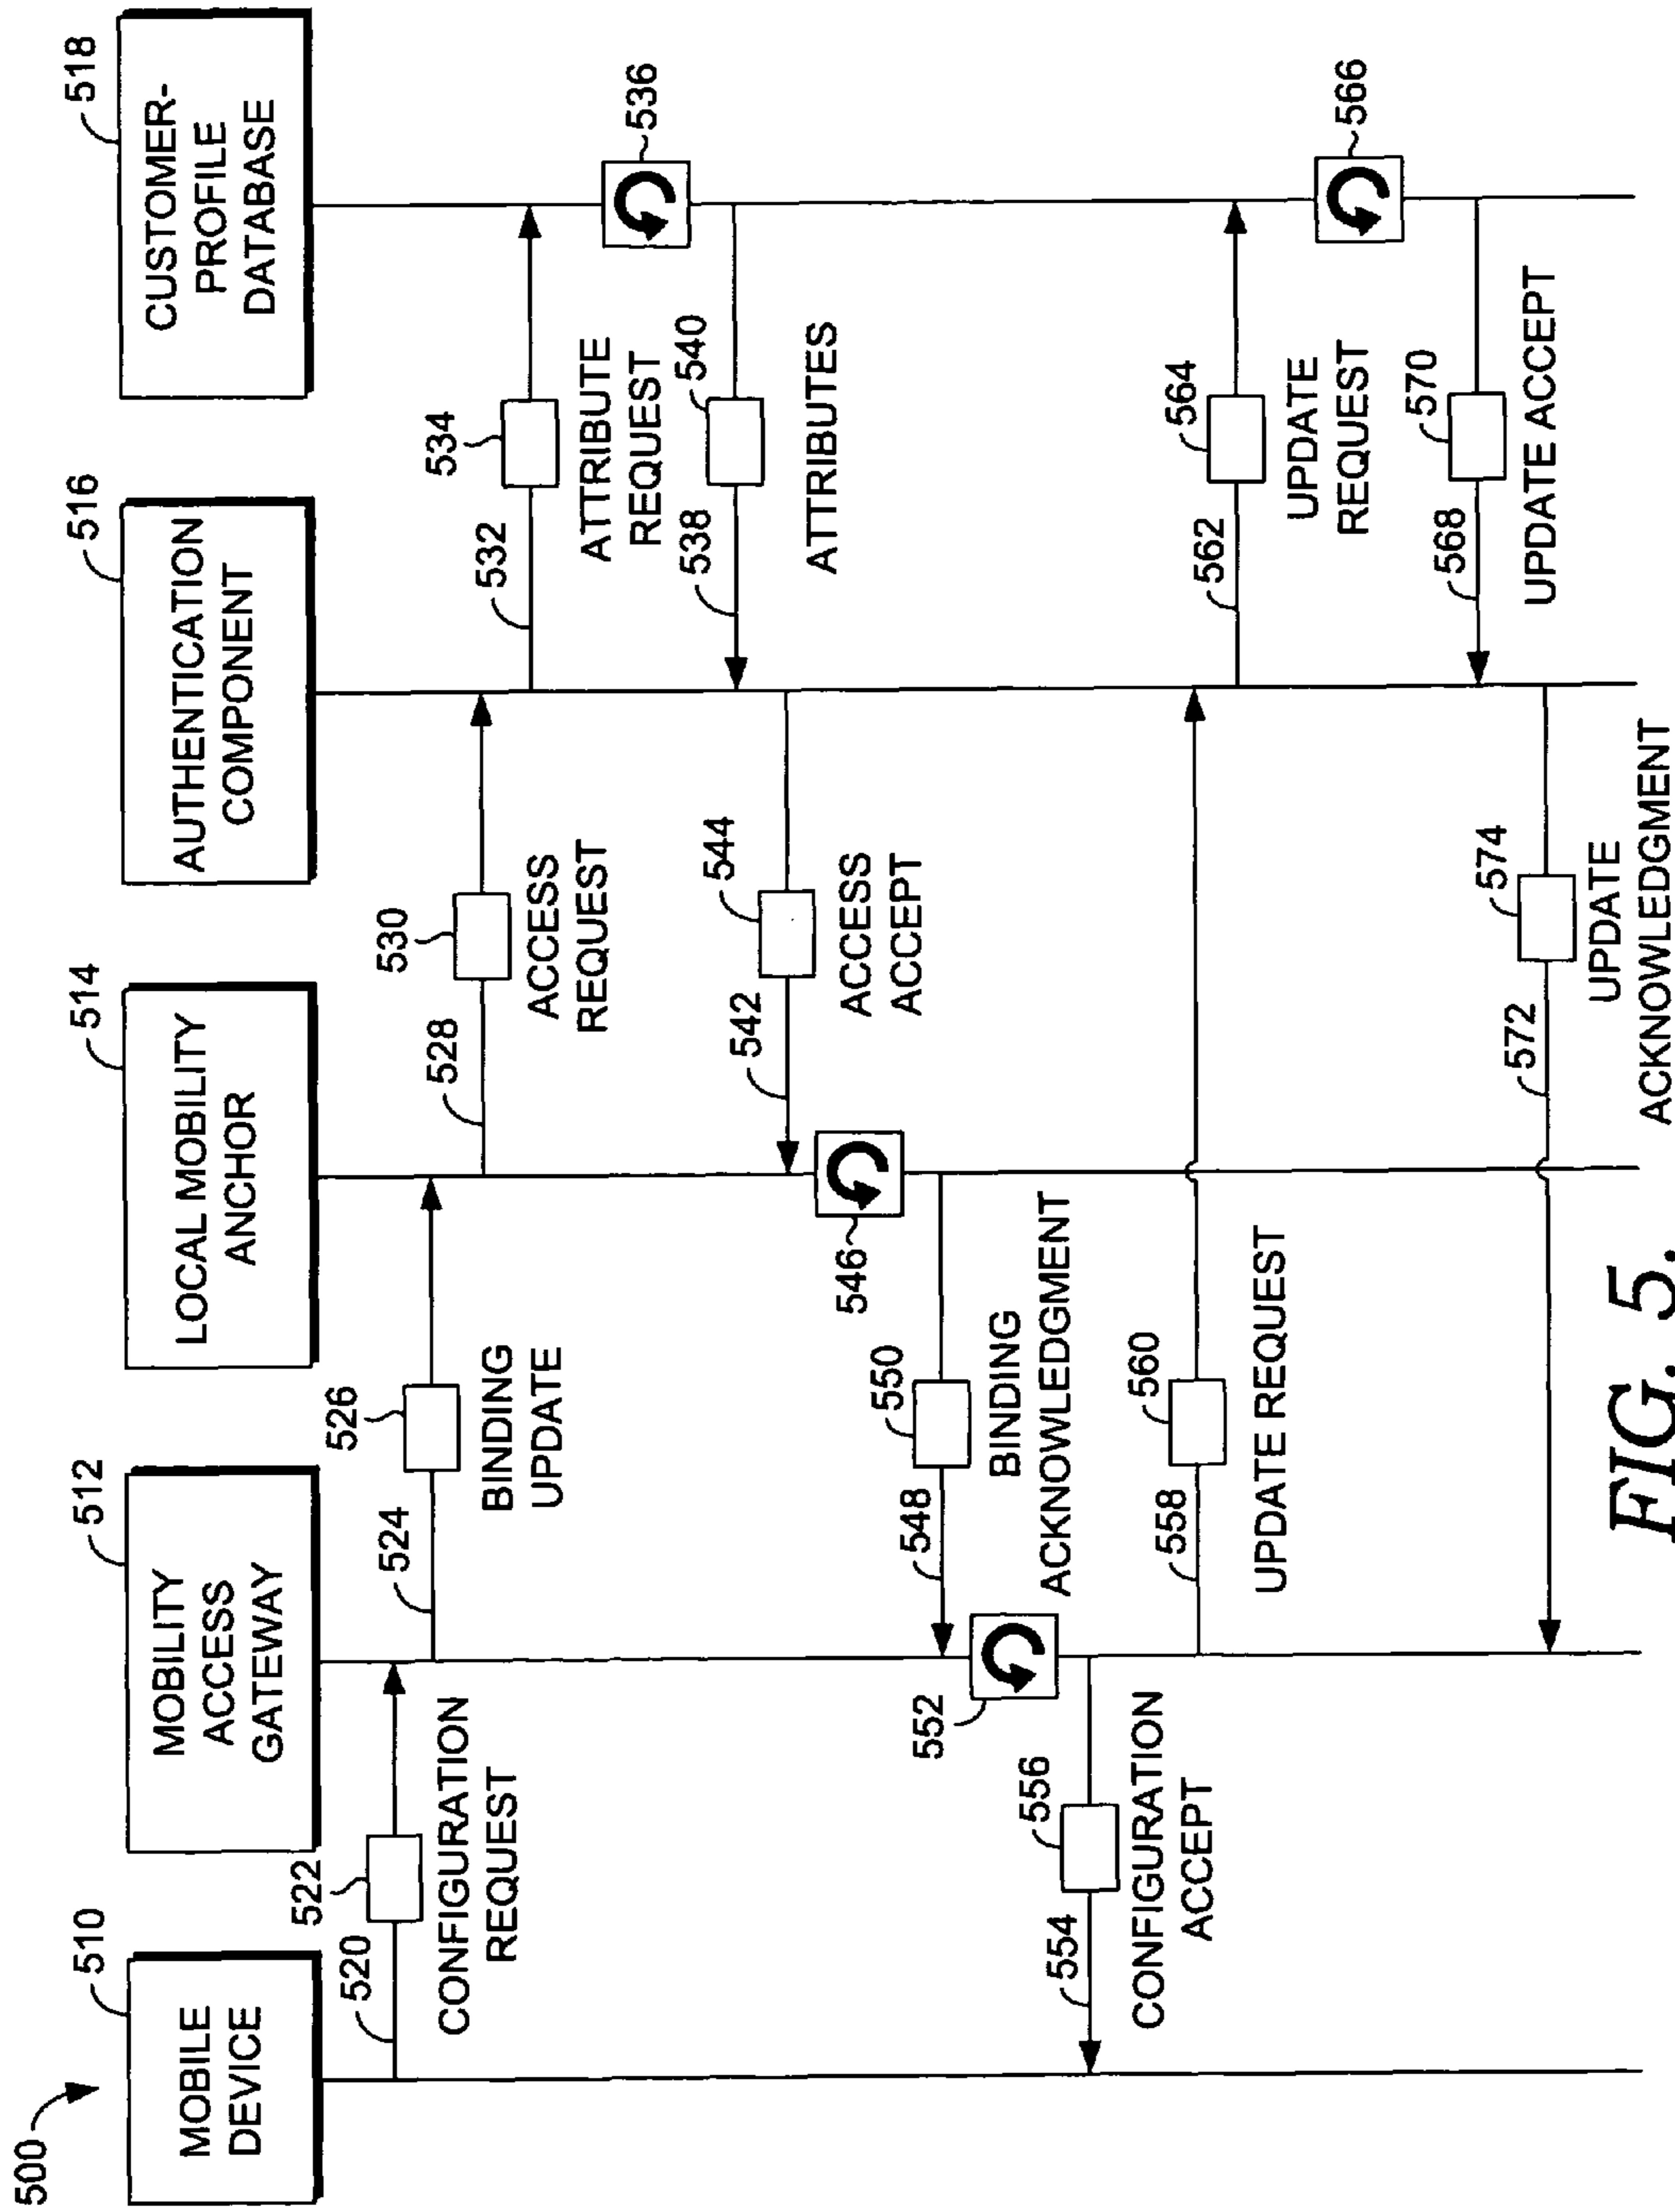 500
510
MOBILE
DEVICE
512
MOBILITY
ACCESS
GATEWAY
514
LOCAL MOBILITY
ANCHOR
516
AUTHENTICATION
COMPONENT
518
CUSTOMER-
PROFILE
DATABASE
520
522
CONFIGURATION
REQUEST
524
526
BINDING
UPDATE
528
530
ACCESS
REQUEST
532
534
ATTRIBUTE
REQUEST
536
538
540
ATTRIBUTES
542
544
ACCESS
ACCEPT
546
548
550
BINDING
ACKNOWLEDGMENT
552
554
556
CONFIGURATION
ACCEPT
558
560
UPDATE REQUEST
562
564
UPDATE
REQUEST
566
568
570
UPDATE ACCEPT
572
574
UPDATE
ACKNOWLEDGMENT
FIG. 5.